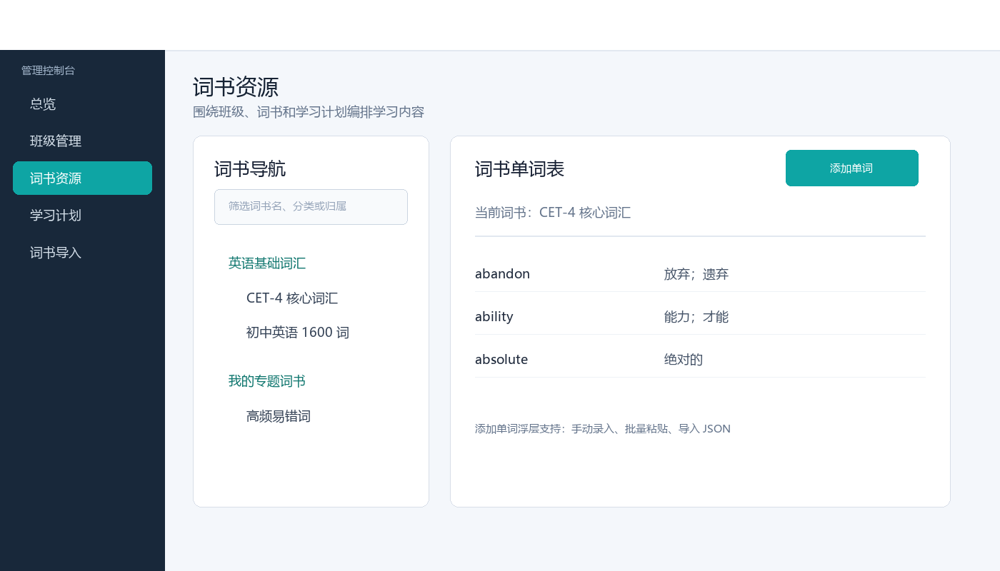 管理控制台
总览
班级管理
词书资源
学习计划
词书导入
词书资源
围绕班级、词书和学习计划编排学习内容
词书导航
筛选词书名、分类或归属
英语基础词汇
CET-4 核心词汇
初中英语 1600 词
我的专题词书
高频易错词
词书单词表
添加单词
当前词书：CET-4 核心词汇
abandon 放弃；遗弃
ability 能力；才能
absolute 绝对的
添加单词浮层支持：手动录入、批量粘贴、导入 JSON